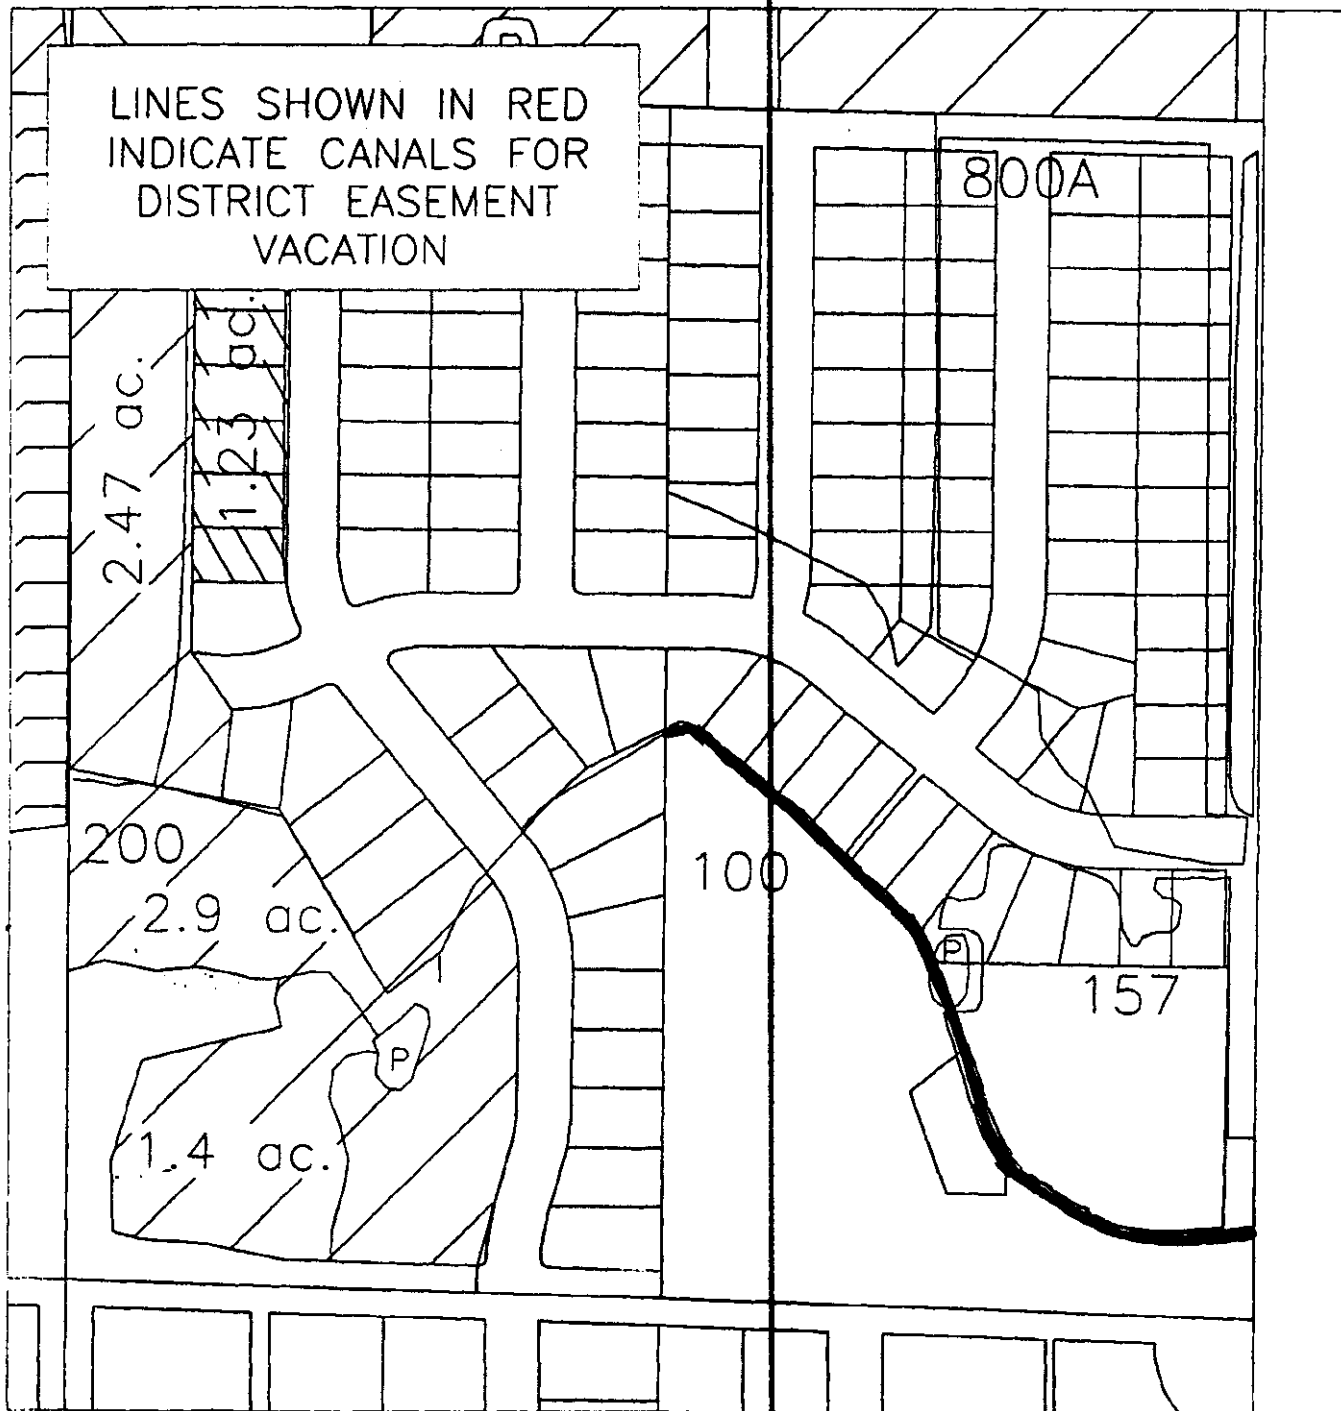 P
LINES SHOWN IN RED
INDICATE CANALS FOR
DISTRICT EASEMENT
VACATION
800A
2.47 ac.
1.23 ac.
200
2.9 ac.
100
P
157
P
1.4 ac.